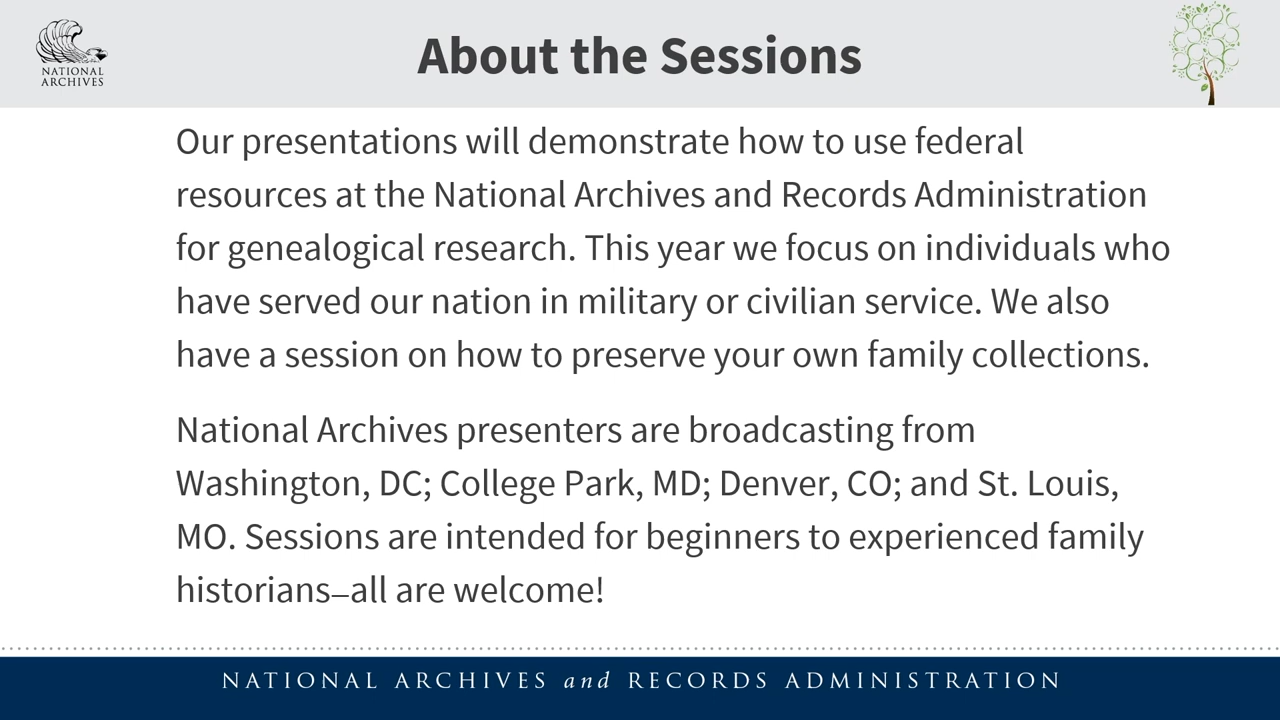 NATIONAL
ARCHIVES
About the Sessions
Our presentations will demonstrate how to use federal
resources at the National Archives and Records Administration
for genealogical research. This year we focus on individuals who
have served our nation in military or civilian service. We also
have a session on how to preserve your own family collections.
National Archives presenters are broadcasting from
Washington, DC; College Park, MD; Denver, CO; and St. Louis,
MO. Sessions are intended for beginners to experienced family
historians—all are welcome!
NATIONAL ARCHIVES and RECORDS ADMINISTRATION